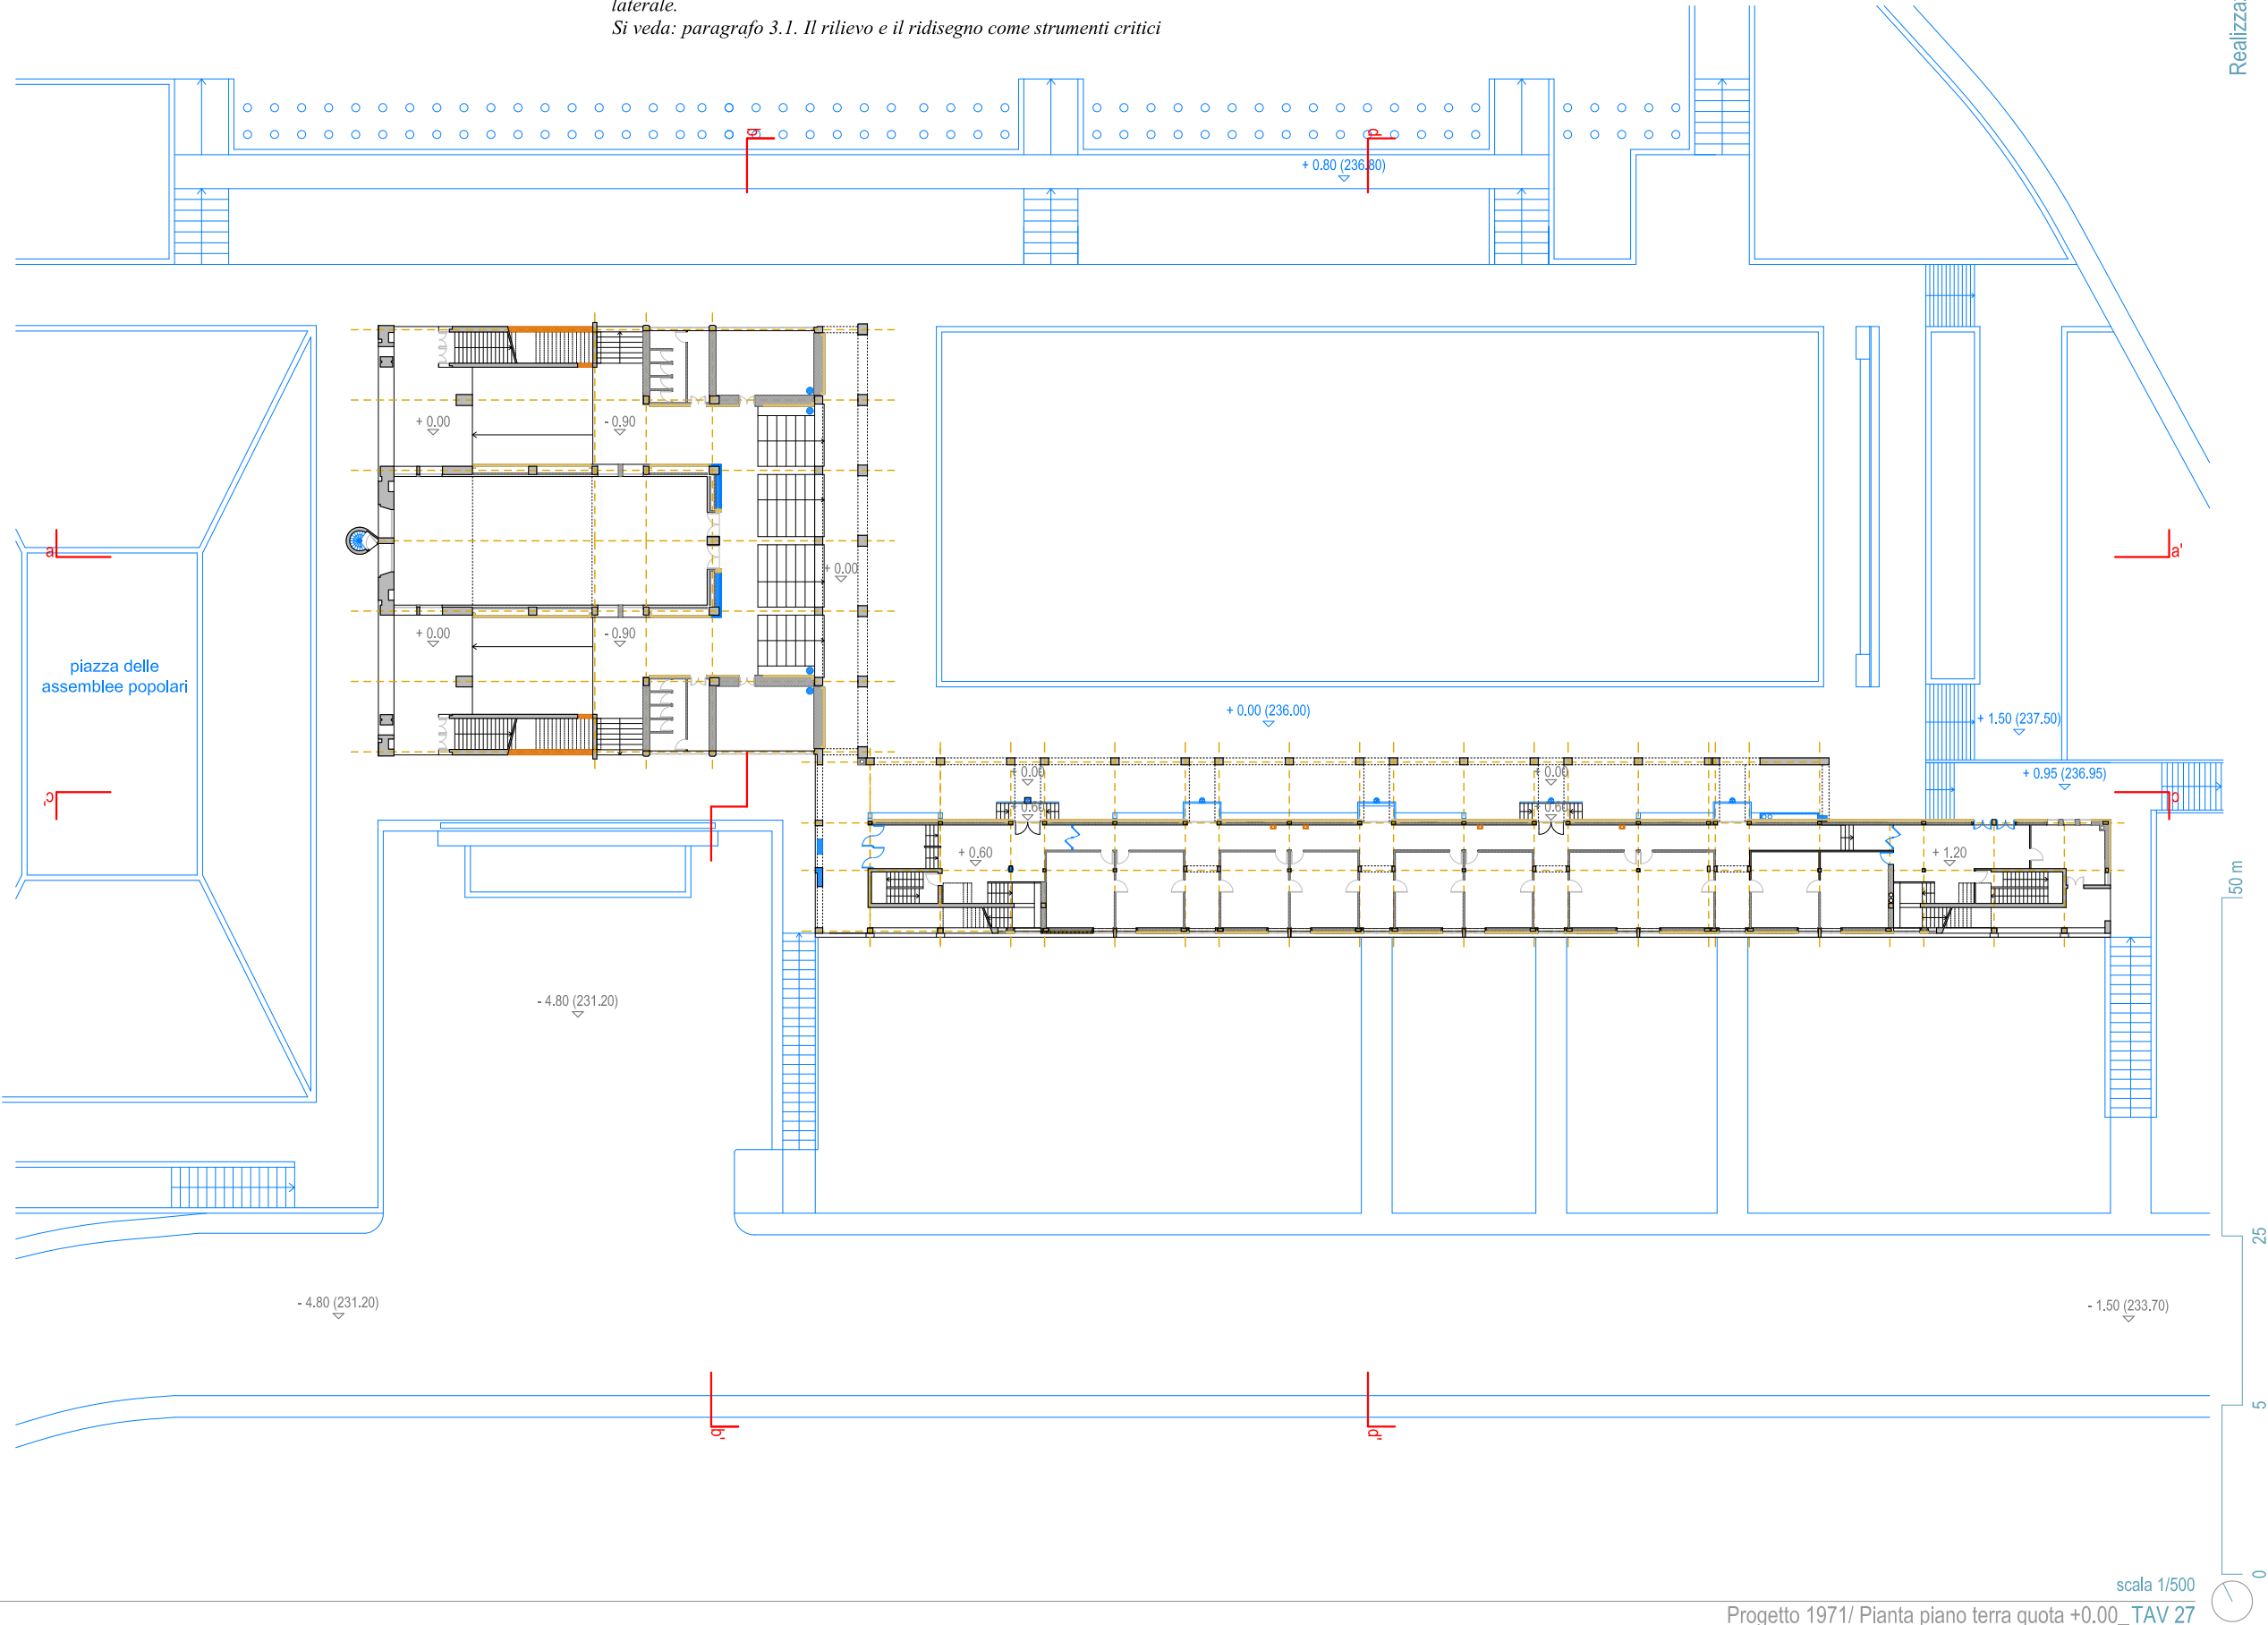 laterale.
Si veda: paragrafo 3.1. Il rilievo e il ridisegno come strumenti critici
+ 0.80 (236.80)
b
d
+ 0.00
- 0.90
+ 0.00
a
a'
+ 0.00
- 0.90
piazza delle
assemblee popolari
+ 0.00 (236.00)
+ 1.50 (237.50)
+ 0.95 (236.95)
c'
c
+ 0.00
+ 0.00
+ 0.60
+ 0.60
+ 0.60
+ 1.20
- 4.80 (231.20)
- 4.80 (231.20)
- 1.50 (233.70)
b'
d'
50 m
25
5
0
scala 1/500
Progetto 1971/ Pianta piano terra quota +0.00_TAV 27